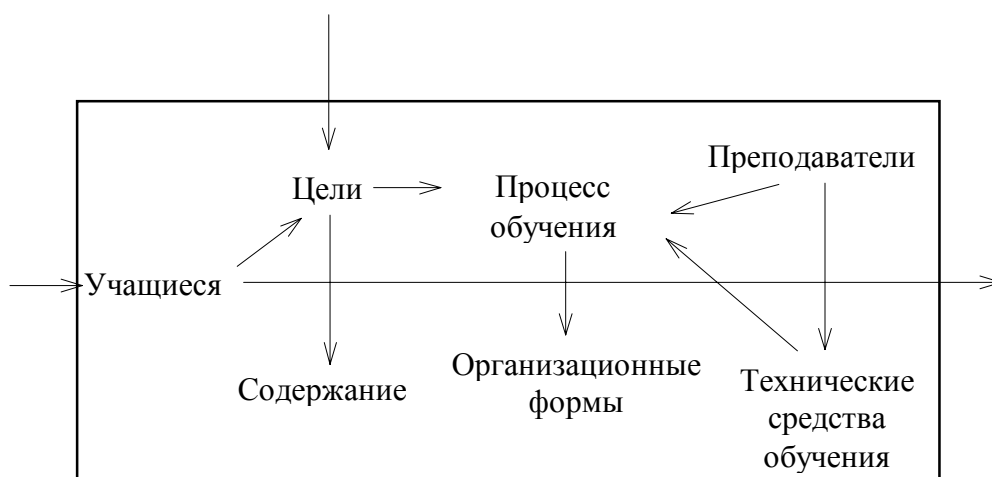 Преподаватели
Цели
Процесс
обучения
Учащиеся
Содержание
Организационные
формы
Технические
средства
обучения